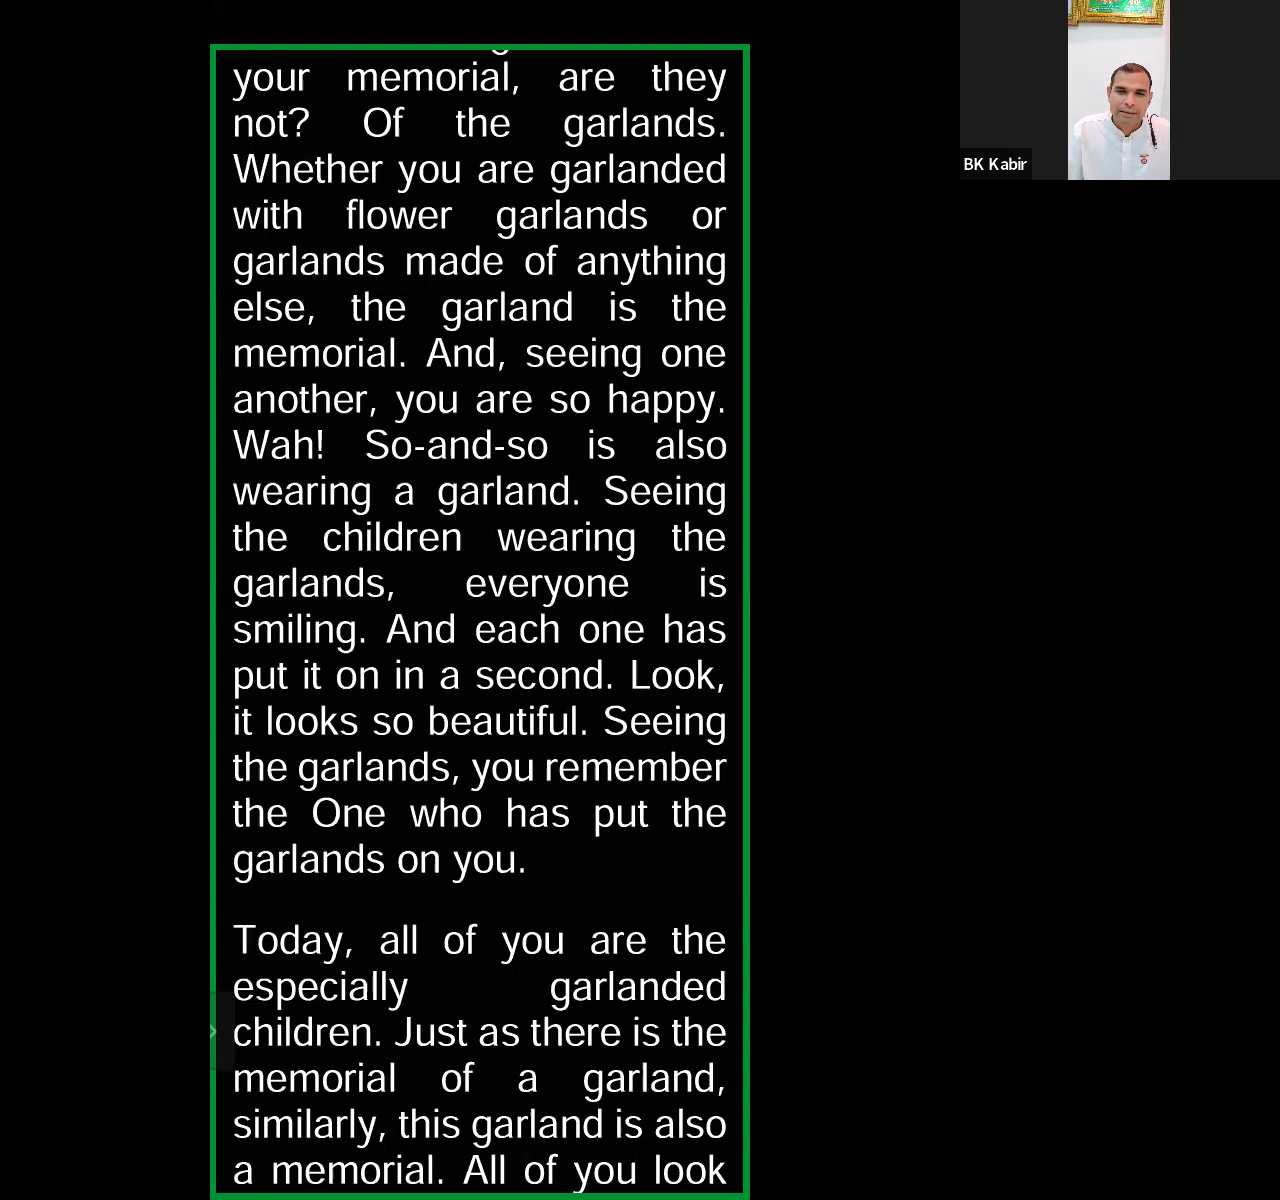 your memorial, are they
not? Of the garlands.
Whether you are garlanded
with flower garlands or
garlands made of anything
else, the garland is the
memorial. And, seeing one
another, you are so happy.
Wah! So-and-so is also
wearing a garland. Seeing
the children wearing the
garlands, everyone is
smiling. And each one has
put it on in a second. Look,
it looks so beautiful. Seeing
the garlands, you remember
the One who has put the
garlands on you.
Today, all of you are the
especially garlanded
children. Just as there is the
memorial of a garland,
similarly, this garland is also
a memorial. All of you look
BK Kabir